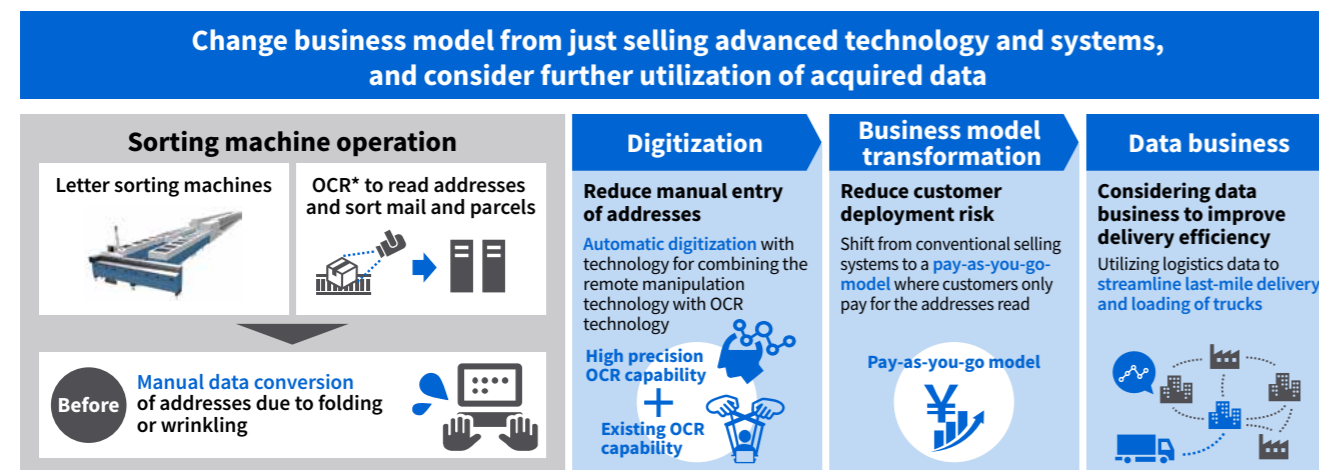 Change business model from just selling advanced technology and systems,
and consider further utilization of acquired data
Sorting machine operation
Letter sorting machines
OCR* to read addresses
and sort mail and parcels
Before
Manual data conversion
of addresses due to folding
or wrinkling
Digitization
Reduce manual entry
of addresses
Automatic digitization with
technology for combining the
remote manipulation
technology with OCR
technology
High precision
OCR capability
+
Existing OCR
capability
Business model
transformation
Reduce customer
deployment risk
Shift from conventional selling
systems to a pay-as-you-go-
model where customers only
pay for the addresses read
Pay-as-you-go model
¥
Data business
Considering data
business to improve
delivery efficiency
Utilizing logistics data to
streamline last-mile delivery
and loading of trucks